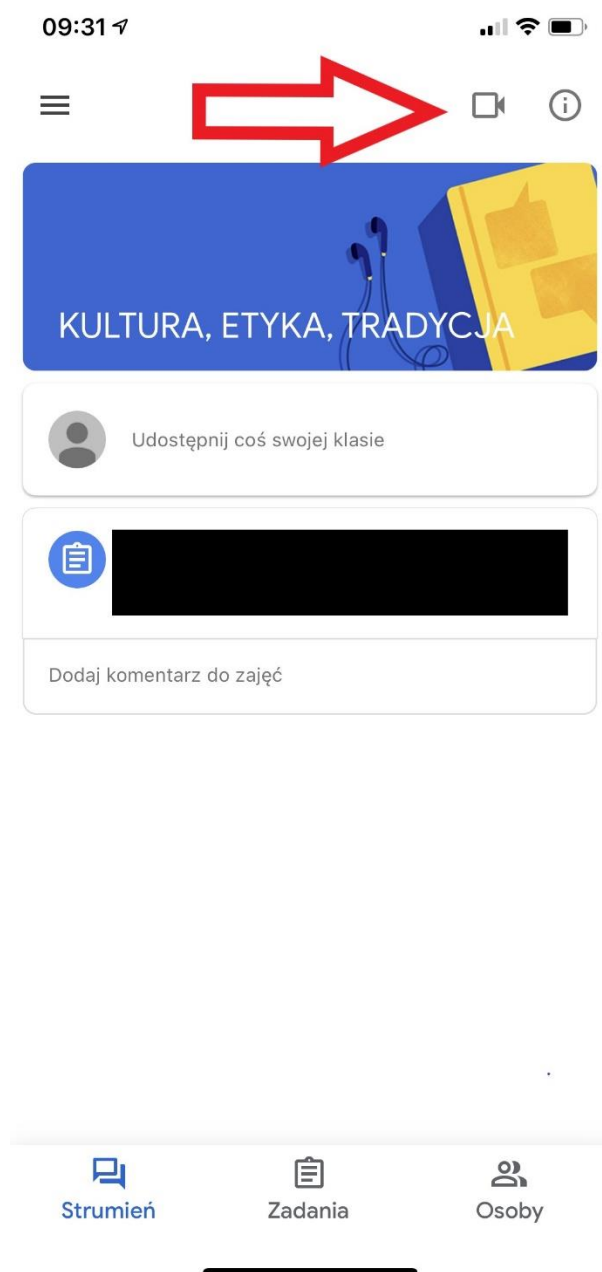 09:31
KULTURA, ETYKA, TRADYCJA
Udostępnij coś swojej klasie
Dodaj komentarz do zajęć
Strumień
Zadania
Osoby